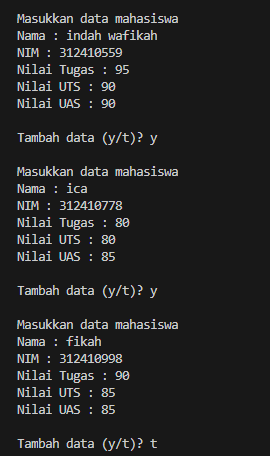 Masukkan data mahasiswa
Nama : indah wafikah
NIM : 312410559
Nilai Tugas : 95
Nilai UTS : 90
Nilai UAS : 90
Tambah data (y/t)? y
Masukkan data mahasiswa
Nama : ica
NIM : 312410778
Nilai Tugas : 80
Nilai UTS : 80
Nilai UAS : 85
Tambah data (y/t)? y
Masukkan data mahasiswa
Nama : fikah
NIM : 312410998
Nilai Tugas : 90
Nilai UTS : 85
Nilai UAS : 85
Tambah data (y/t)? t